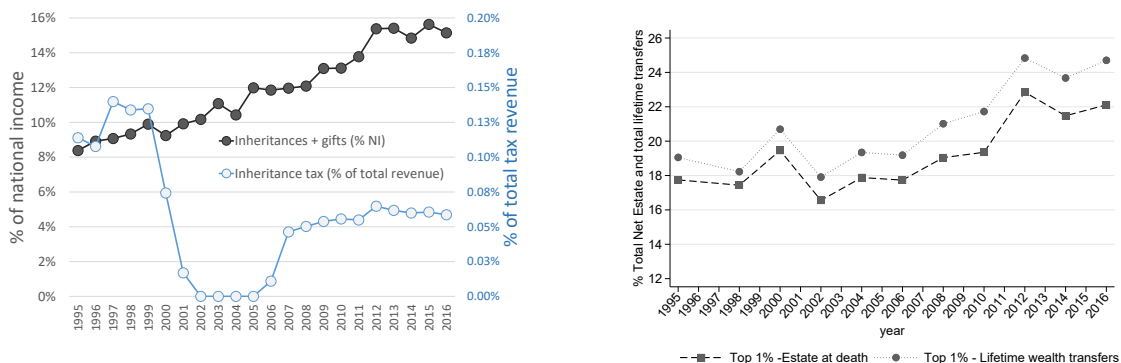 16%
14%
12%
10%
8%
6%
4%
2%
0%
% of national income
0.20%
0.18%
0.15%
0.13%
0.10%
0.08%
0.05%
0.03%
0.00%
% of total tax revenue
Inheritances + gifts (% NI)
Inheritance tax (% of total revenue)
1995 1996 1997 1998 1999 2000 2001 2002 2003 2004 2005 2006 2007 2008 2009 2010 2011 2012 2013 2014 2015 2016
26
24
22
20
18
16
14
12
% Total Net Estate and total lifetime transfers
1995 1996 1997 1998 1999 2000 2001 2002 2003 2004 2005 2006 2007 2008 2009 2010 2011 2012 2013 2014 2015 2016
year
Top 1% -Estate at death Top 1% - Lifetime wealth transfers